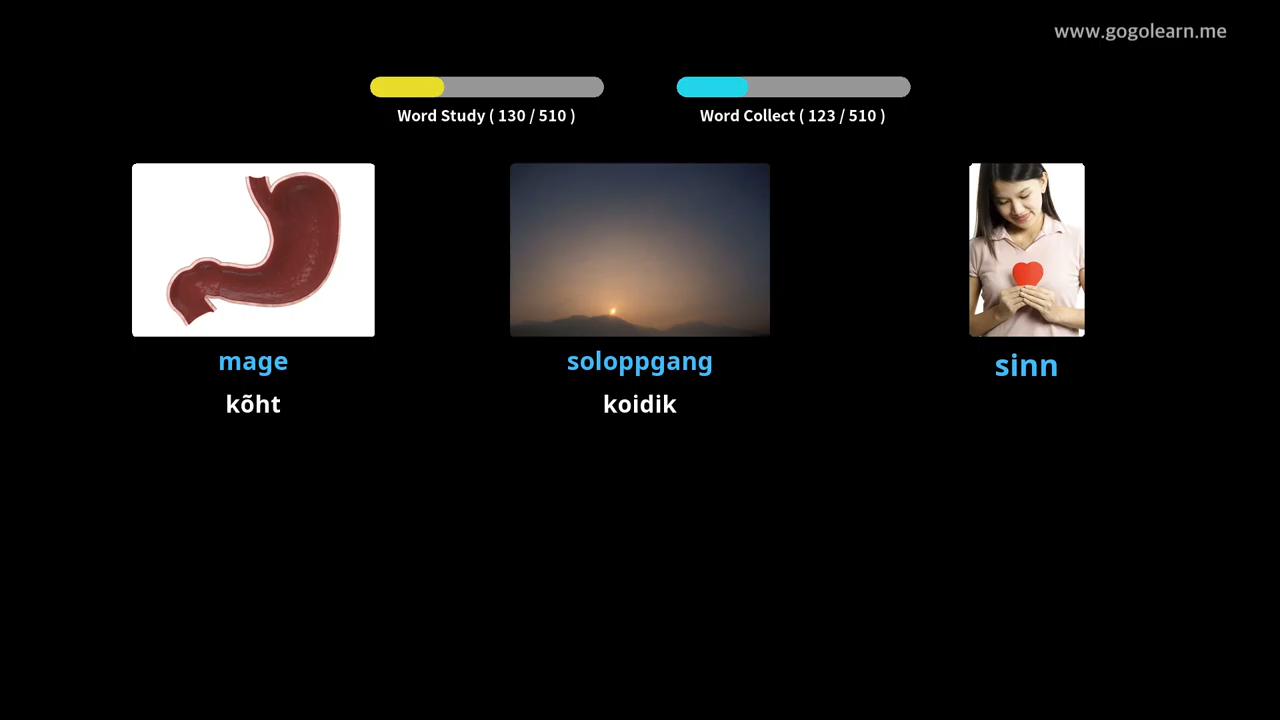 www.gogolearn.me
Word Study ( 130 / 510 )
Word Collect ( 123 / 510 )
mage
kõht
soloppgang
koidik
sinn